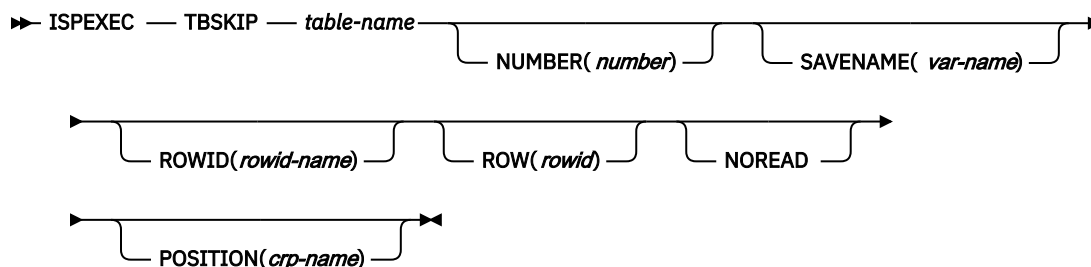 ISPEXEC TBSKIP table-name
NUMBER( number) SAVENAME( var-name)
ROWID(rowid-name) ROW( rowid) NOREAD
POSITION(crp-name)